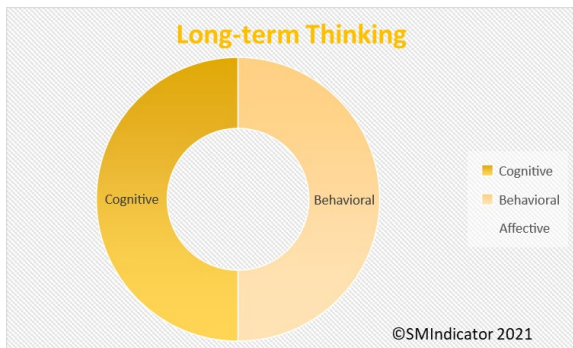 Long-term Thinking
Cognitive
Behavioral
Cognitive
Behavioral
Affective
©SMIndicator 2021